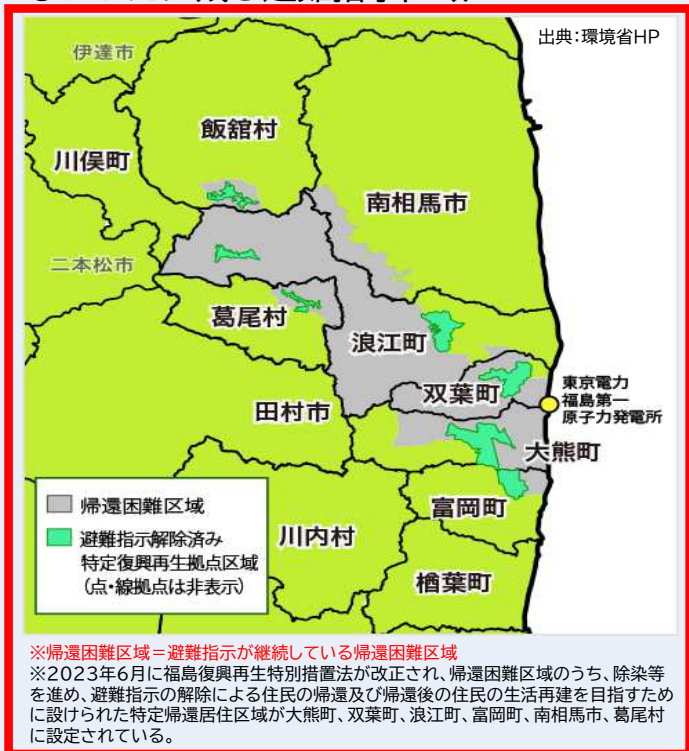 出典:環境省HP
伊達市
飯舘村
川俣町
南相馬市
二本松市
葛尾村
浪江町
双葉町
東京電力
福島第一
原子力発電所
田村市
大熊町
帰還困難区域
富岡町
避難指示解除済み
特定復興再生拠点区域
(点・線拠点は非表示)
川内村
楢葉町
※帰還困難区域=避難指示が継続している帰還困難区域
※2023年6月に福島復興再生特別措置法が改正され、帰還困難区域のうち、除染等
を進め、避難指示の解除による住民の帰還及び帰還後の住民の生活再建を目指すため
に設けられた特定帰還居住区域が大熊町、双葉町、浪江町、富岡町、南相馬市、葛尾村
に設定されている。